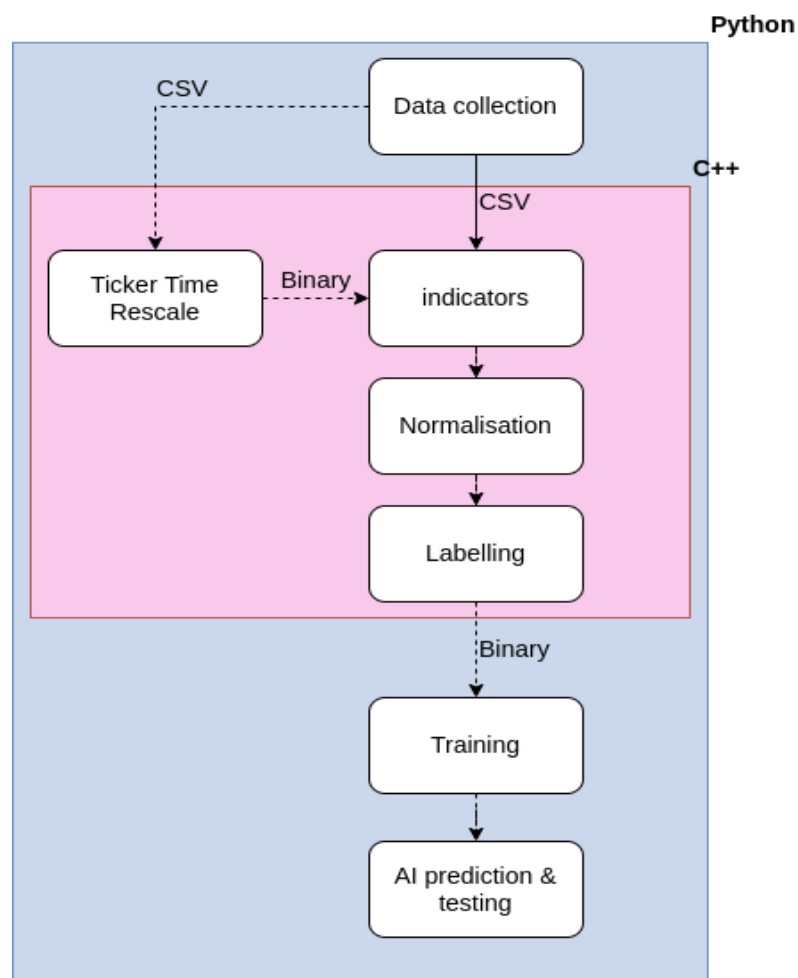 Python
CSV
Data collection
C++
CSV
Ticker Time
Rescale
Binary
indicators
Normalisation
Labelling
Binary
Training
AI prediction &
testing